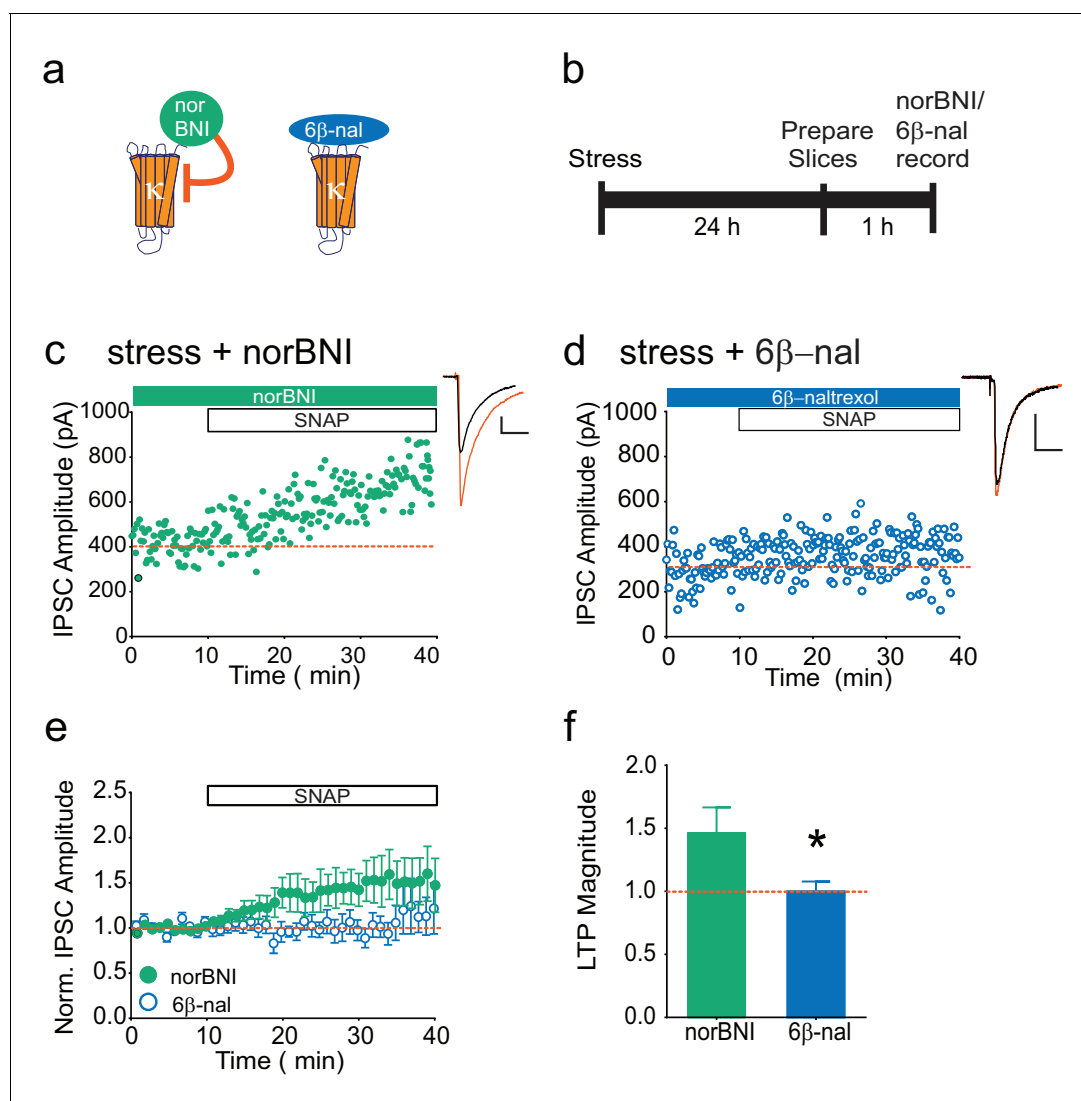 a
nor
BNI
κ
6β-nal
κ
b
Stress
Prepare
Slices
norBNI/
6β-nal
record
24 h
1 h
c stress + norBNI
norBNI
SNAP
IPSC Amplitude (pA)
1000
800
600
400
200
0
0 10 20 30 40
Time ( min)
d stress + 6β–nal
6β–naltrexol
SNAP
IPSC Amplitude (pA)
1000
800
600
400
200
0
0 10 20 30 40
Time (min)
e
SNAP
Norm. IPSC Amplitude
2.5
2.0
1.5
1.0
0.5
0.0
norBNI
6β-nal
0 10 20 30 40
Time ( min)
f
LTP Magnitude
2.0
1.5
1.0
0.5
0.0
*
norBNI 6β-nal